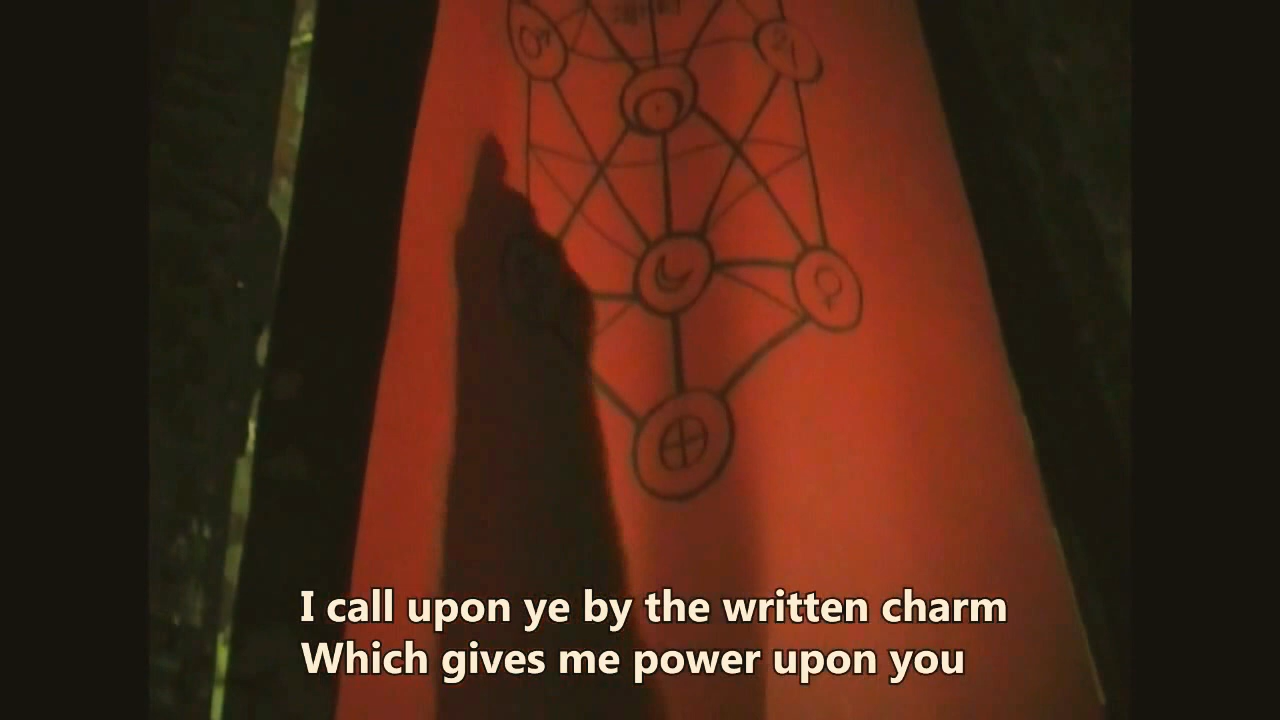 I call upon ye by the written charm
Which gives me power upon you